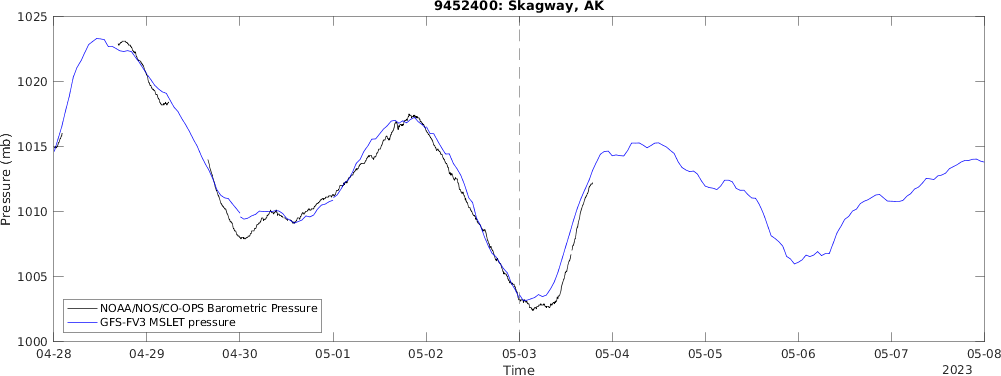 9452400: Skagway, AK
1025
1020
1015
1010
1005
1000
Pressure (mb)
NOAA/NOS/CO-OPS Barometric Pressure
GFS-FV3 MSLET pressure
04-28 04-29 04-30 05-01 05-02 05-03 05-04 05-05 05-06 05-07 05-08
Time
2023